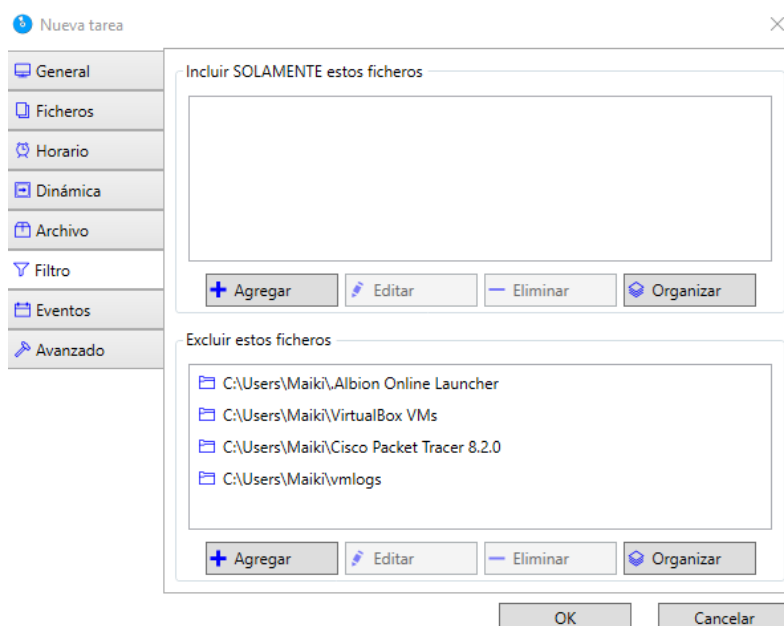 Nueva tarea
General
Ficheros
Horario
Dinámica
Archivo
Filtro
Eventos
Avanzado
Incluir SOLAMENTE estos ficheros
Agregar
Editar
Eliminar
Organizar
Excluir estos ficheros
C:\Users\Maiki\.Albion Online Launcher
C:\Users\Maiki\VirtualBox VMs
C:\Users\Maiki\Cisco Packet Tracer 8.2.0
C:\Users\Maiki\vmlogs
Agregar
Editar
Eliminar
Organizar
OK
Cancelar